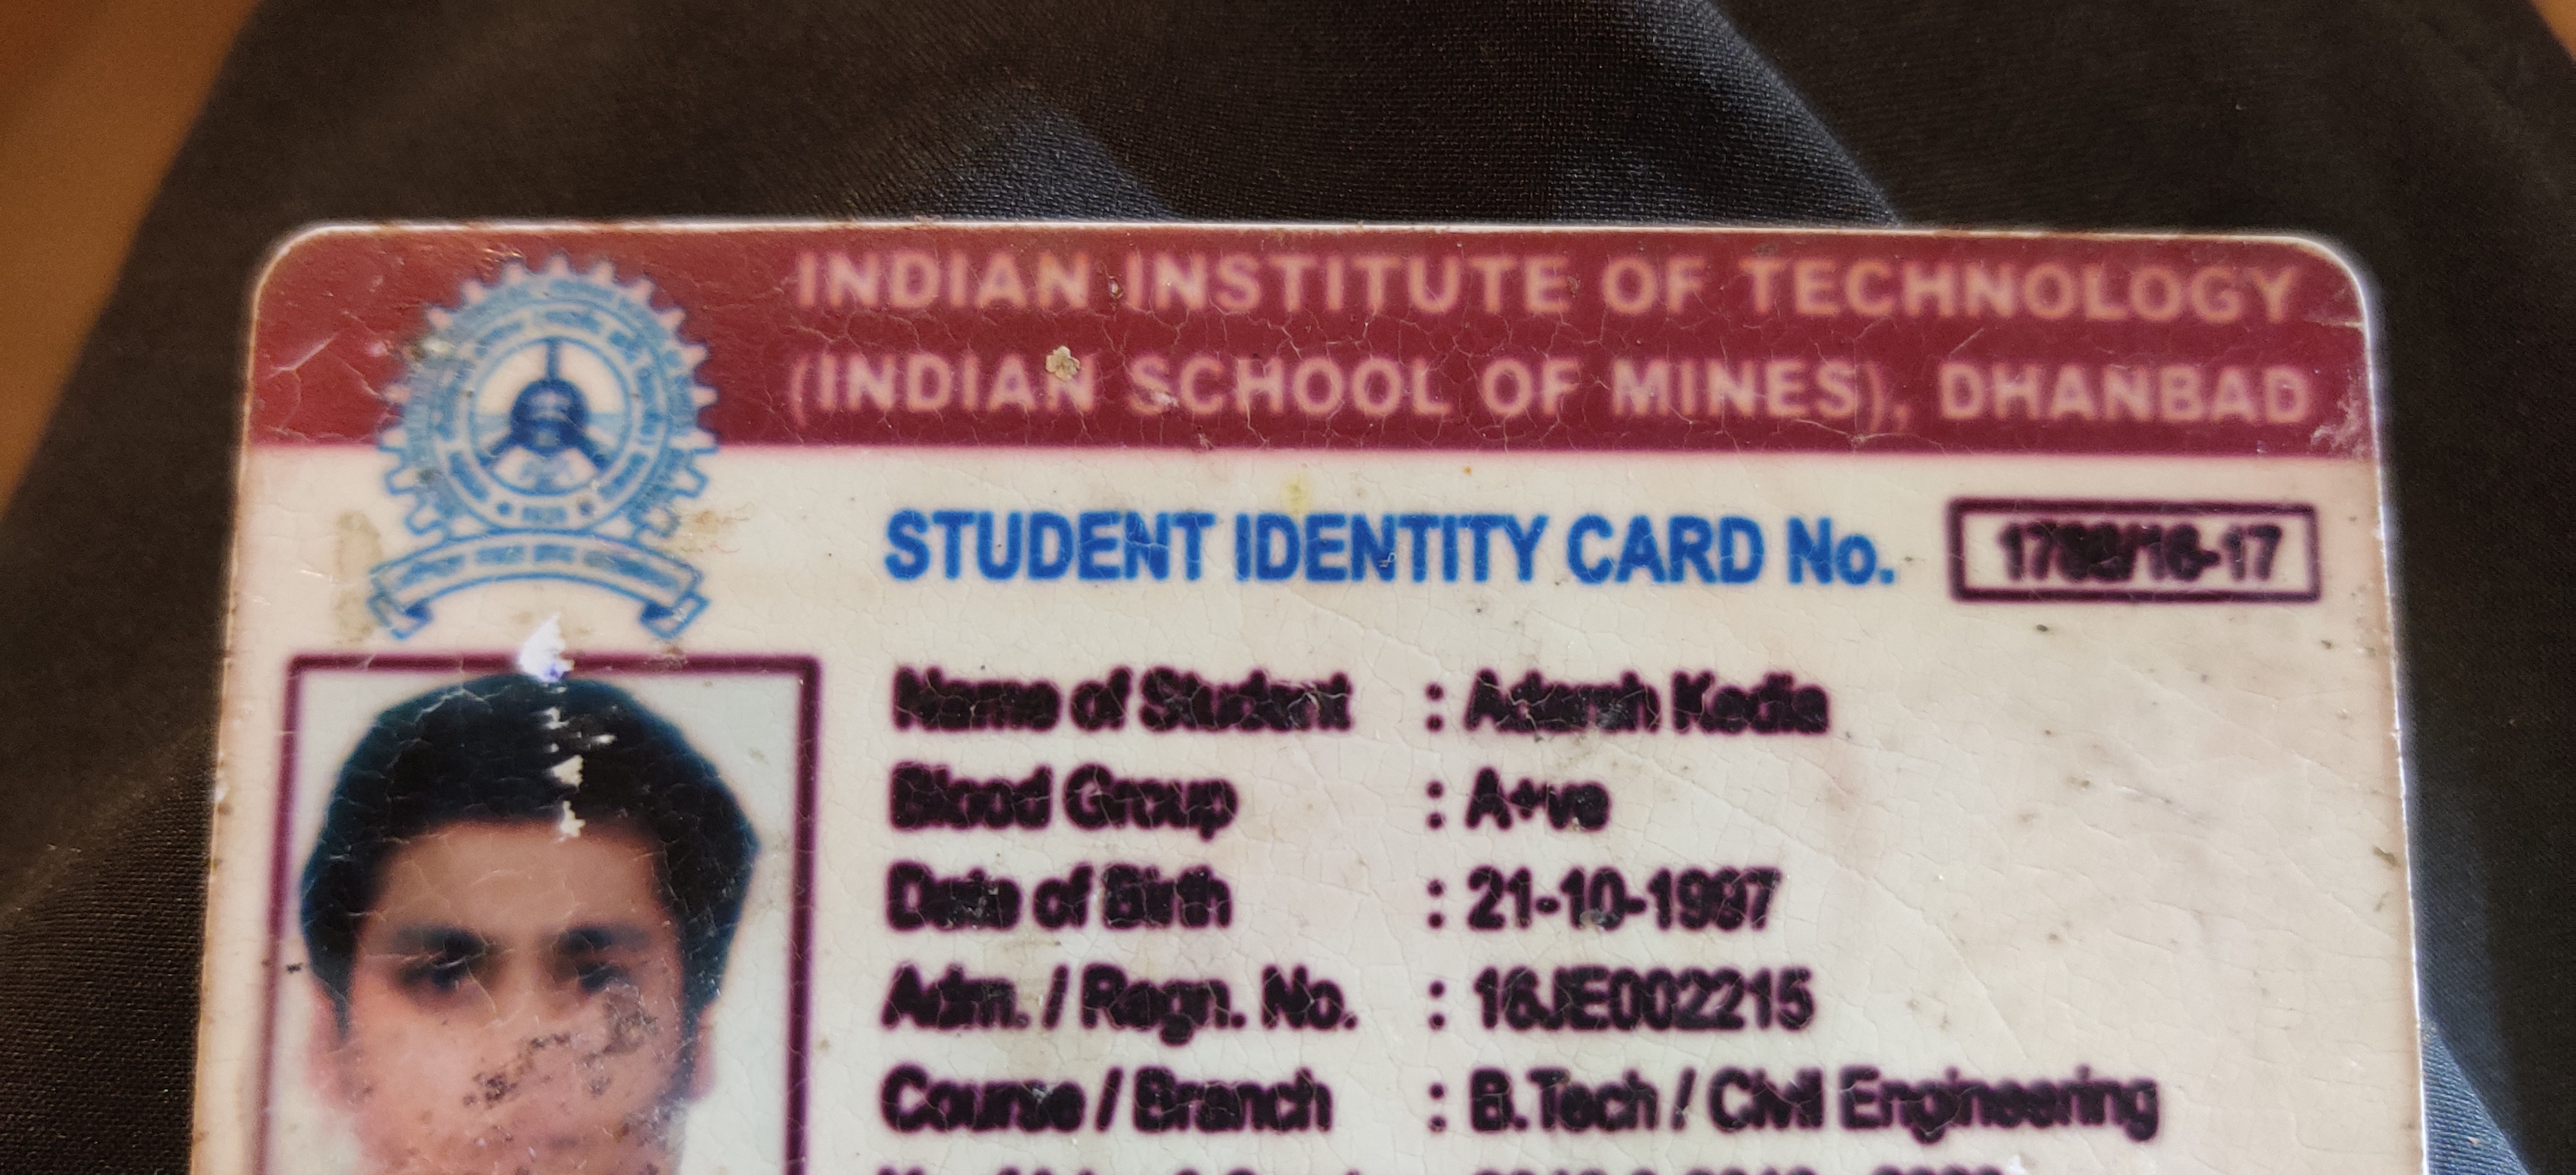 INDIAN INSTITUTE OF TECHNOLOGY
(INDIAN SCHOOL OF MINES), DHANBAD
STUDENT IDENTITY CARD No.
Name of Student : Adarsh Kedia
Blood Group : A+ve
Date of Birth : 21-10-1997
Adm. / Regn. No. : 16JE002215
Course / Branch : B.Tech / Civil Engineering